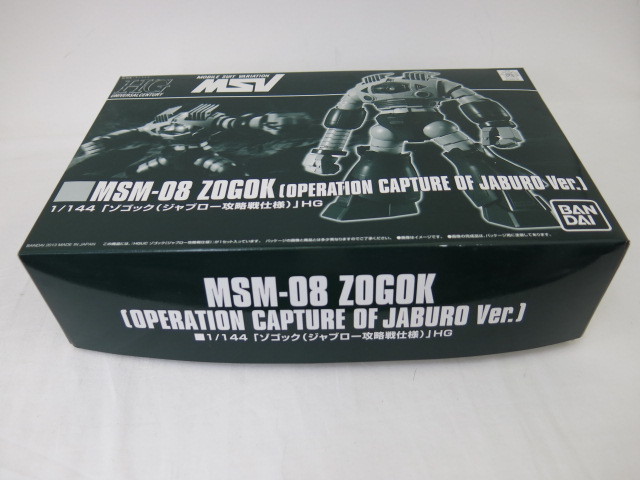 HG
UNIVERSAL CENTURY
MOBILE SUIT VARIATION
MSV
MSM-08 ZOGOK [OPERATION CAPTURE OF JABURO Ver.]
1/144 「ゾゴック(ジャブロー攻略戦仕様)」HG
BAN
DAI
MSM-08 ZOGOK
[OPERATION CAPTURE OF JABURO Ver.]
■1/144 「ゾゴック(ジャブロー攻略戦仕様)」HG